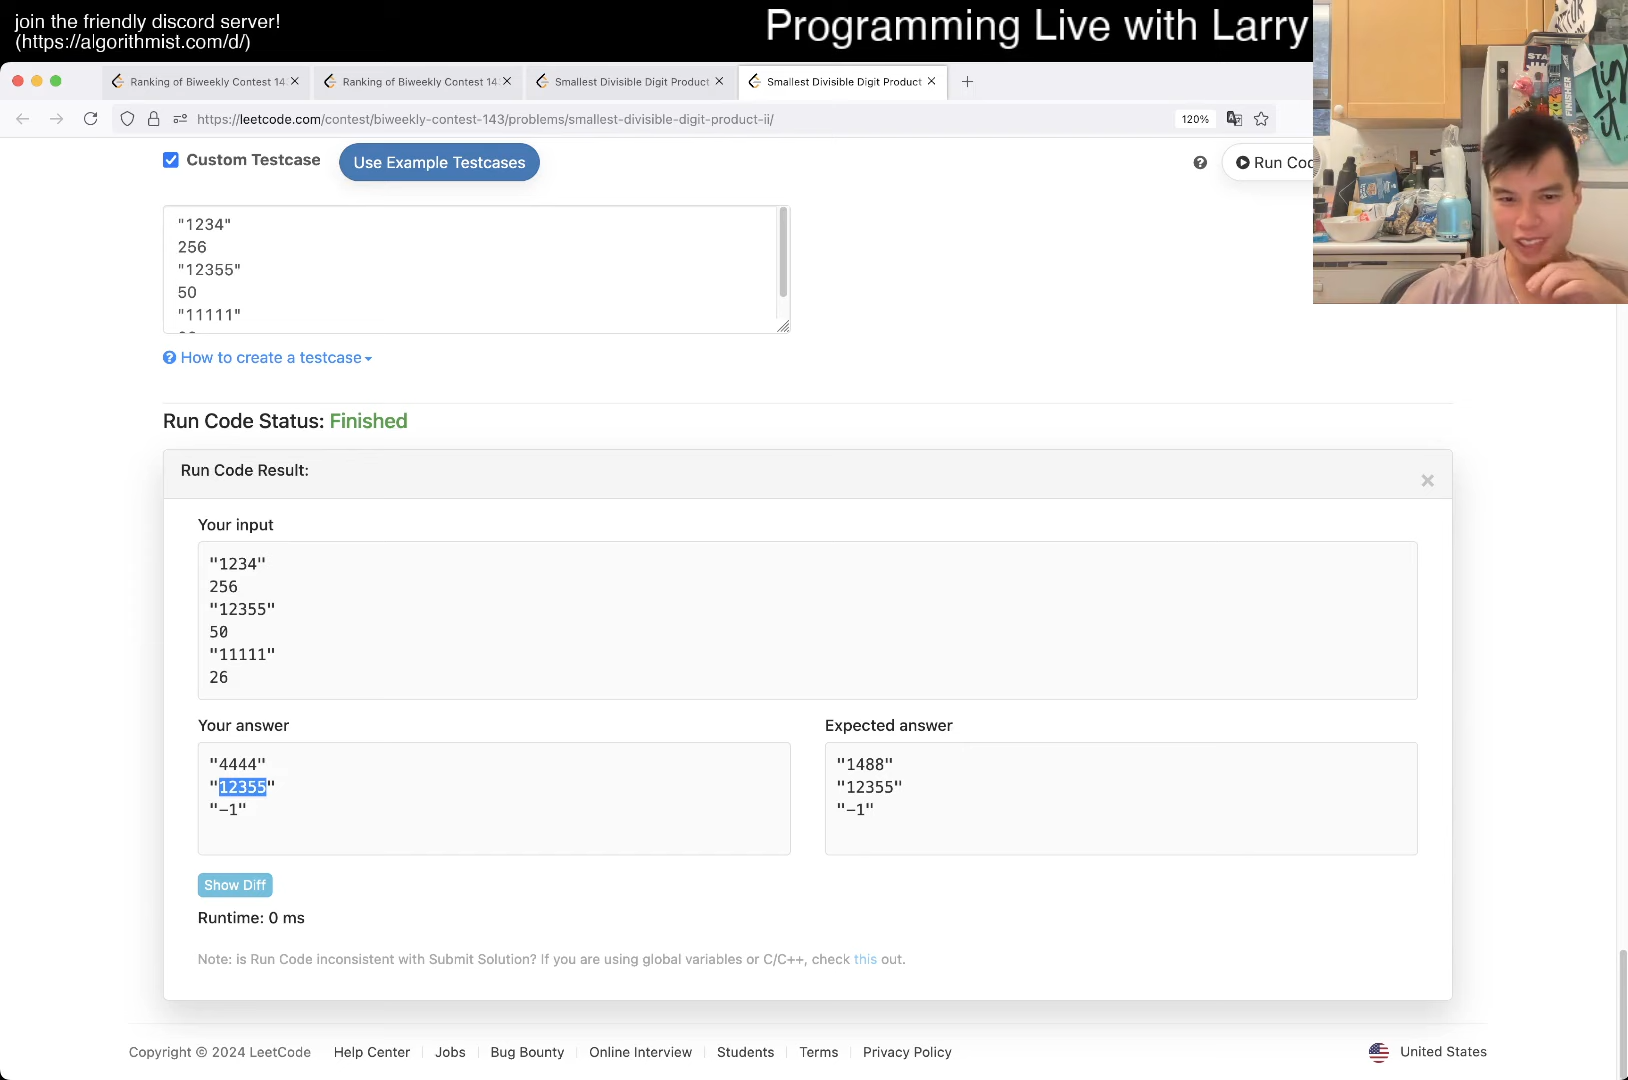 join the friendly discord server!
(https://algorithmist.com/d/)
Programming Live with Larry
Ranking of Biweekly Contest 14
Ranking of Biweekly Contest 14
Smallest Divisible Digit Product
Smallest Divisible Digit Product
https://leetcode.com/contest/biweekly-contest-143/problems/smallest-divisible-digit-product-ii/
120%
Custom Testcase
Use Example Testcases
Run Coc
"1234"
256
"12355"
50
"11111"
How to create a testcase
Run Code Status: Finished
Run Code Result:
Your input
"1234"
256
"12355"
50
"11111"
26
Your answer
"4444"
"12355"
"-1"
Expected answer
"1488"
"12355"
"-1"
Show Diff
Runtime: 0 ms
Note: is Run Code inconsistent with Submit Solution? If you are using global variables or C/C++, check this out.
Copyright © 2024 LeetCode
Help Center
Jobs
Bug Bounty
Online Interview
Students
Terms
Privacy Policy
United States